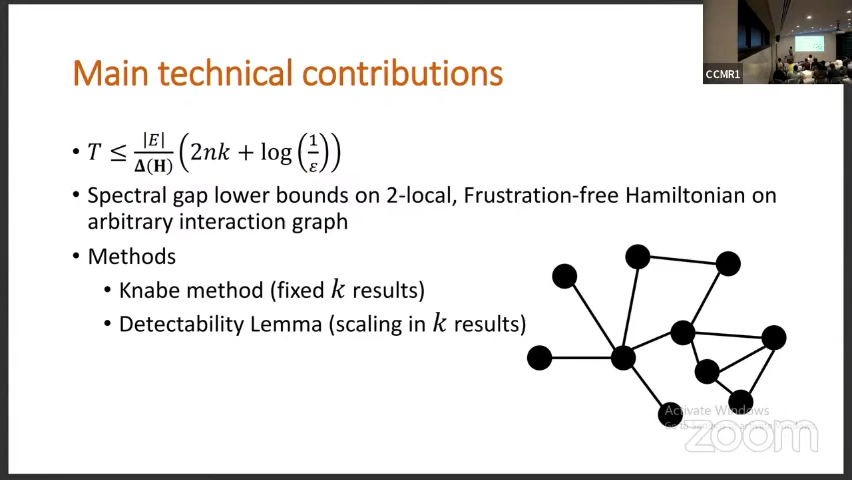 Main technical contributions
CCMR1
• T ≤ |E| / Δ(H) (2nk + log(1/ε))
• Spectral gap lower bounds on 2-local, Frustration-free Hamiltonian on
arbitrary interaction graph
• Methods
• Knabe method (fixed k results)
• Detectability Lemma (scaling in k results)
Activate Windows
zoom